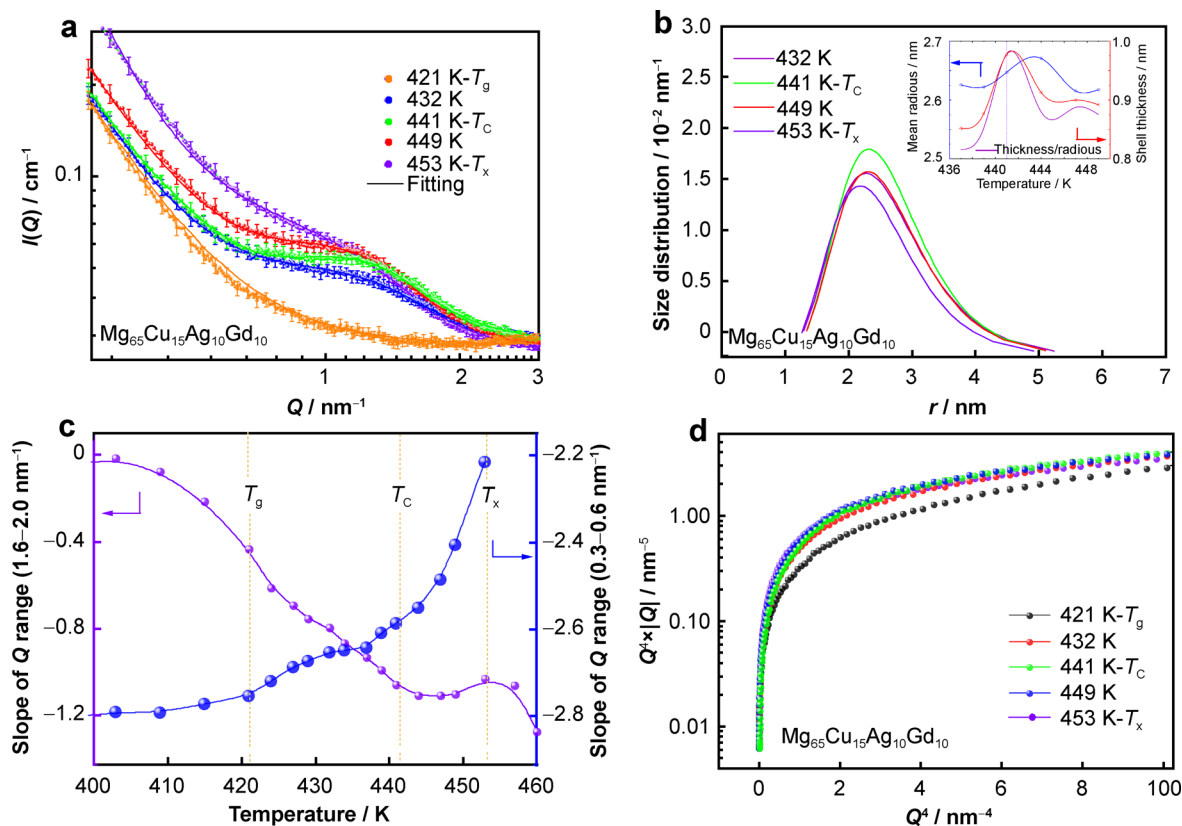 a
I(Q) / cm⁻¹
0.1
421 K-Tg
432 K
441 K-TC
449 K
453 K-Tx
Fitting
Mg65Cu15Ag10Gd10
1
2
3
Q / nm⁻¹
b
Size distribution / 10⁻² nm⁻¹
3.0
2.5
2.0
1.5
1.0
0.5
0
432 K
441 K-TC
449 K
453 K-Tx
Mean radious / nm
2.7
2.6
2.5
1.0
0.9
0.8
Shell thickness / nm
Thickness/radious
436
440
444
448
Temperature / K
Mg65Cu15Ag10Gd10
0
1
2
3
4
5
6
7
r / nm
c
Slope of Q range (1.6–2.0 nm⁻¹)
0
−0.4
−0.8
−1.2
Tg
TC
Tx
−2.2
−2.4
−2.6
−2.8
Slope of Q range (0.3–0.6 nm⁻¹)
400
410
420
430
440
450
460
Temperature / K
d
Q⁴×|Q| / nm⁻⁵
1.00
0.10
0.01
421 K-Tg
432 K
441 K-TC
449 K
453 K-Tx
Mg65Cu15Ag10Gd10
0
2
4
6
8
100
Q⁴ / nm⁻⁴